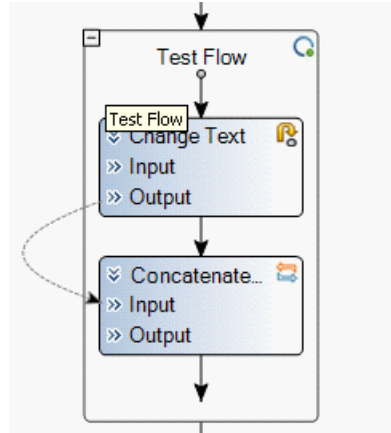 Test Flow
Test Flow
Change Text
Input
Output
Concatenate...
Input
Output